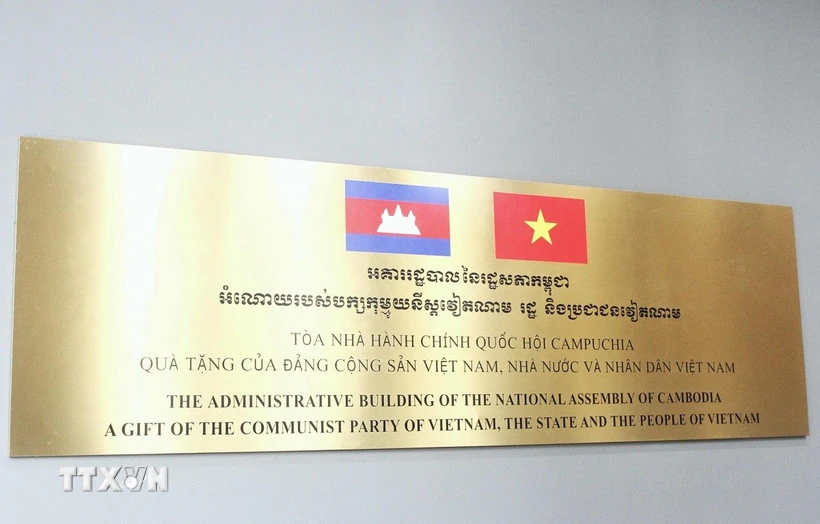 អគាររដ្ឋបាលនៃរដ្ឋសភាកម្ពុជា
អំណោយរបស់បក្សកុម្មុយនីស្តវៀតណាម រដ្ឋ និងប្រជាជនវៀតណាម
TÒA NHÀ HÀNH CHÍNH QUỐC HỘI CAMPUCHIA
QUÀ TẶNG CỦA ĐẢNG CỘNG SẢN VIỆT NAM, NHÀ NƯỚC VÀ NHÂN DÂN VIỆT NAM
THE ADMINISTRATIVE BUILDING OF THE NATIONAL ASSEMBLY OF CAMBODIA
A GIFT OF THE COMMUNIST PARTY OF VIETNAM, THE STATE AND THE PEOPLE OF VIETNAM
TTXVN